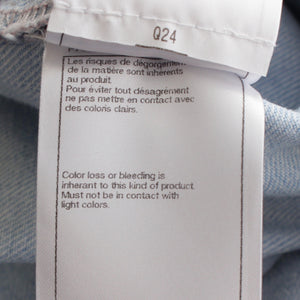 Q24
Les risques de dégorgement
de la matière sont inhérents
au produit.
Pour éviter tout désagrément
ne pas mettre en contact avec
des coloris clairs.
Color loss or bleeding is
inherant to this kind of product.
Must not be in contact with
light colors.